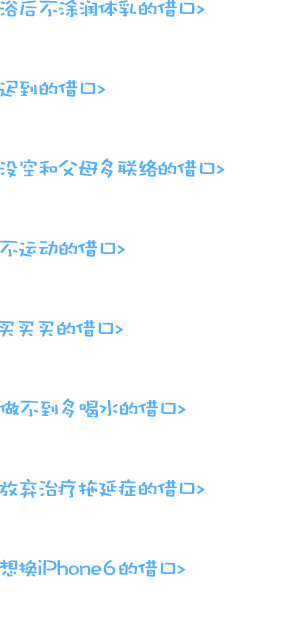 浴后不涂润体乳的借口>
迟到的借口>
没空和父母多联络的借口>
不运动的借口>
买买买的借口>
做不到多喝水的借口>
放弃治疗拖延症的借口>
想换iPhone6的借口>